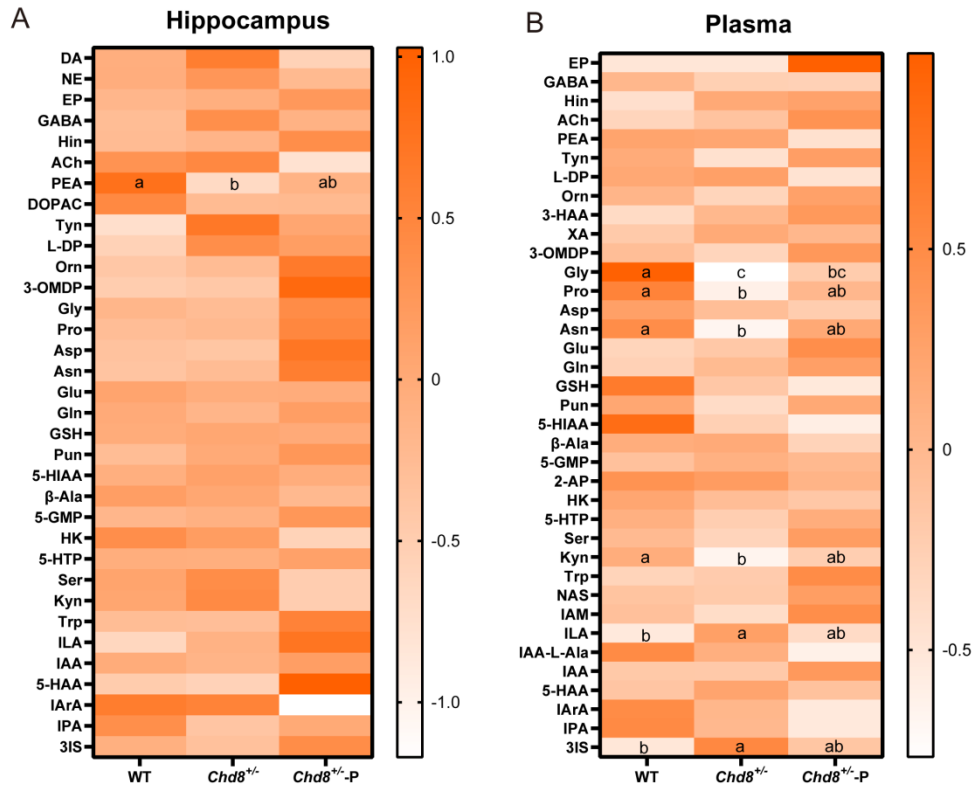 A
Hippocampus
DA
NE
EP
GABA
Hin
ACh
PEA a b ab
DOPAC
Tyn
L-DP
Orn
3-OMDP
Gly
Pro
Asp
Asn
Glu
Gln
GSH
Pun
5-HIAA
β-Ala
5-GMP
HK
5-HTP
Ser
Kyn
Trp
ILA
IAA
5-HAA
IArA
IPA
3IS
WT Chd8+/- Chd8+/--P
1.0
0.5
0
-0.5
-1.0
B
Plasma
EP
GABA
Hin
ACh
PEA
Tyn
L-DP
Orn
3-HAA
XA
3-OMDP
Gly a c bc
Pro a b ab
Asp
Asn a b ab
Glu
Gln
GSH
Pun
5-HIAA
β-Ala
5-GMP
2-AP
HK
5-HTP
Ser
Kyn a b ab
Trp
NAS
IAM
ILA b a ab
IAA-L-Ala
IAA
5-HAA
IArA
IPA
3IS b a ab
WT Chd8+/- Chd8+/--P
0.5
0
-0.5